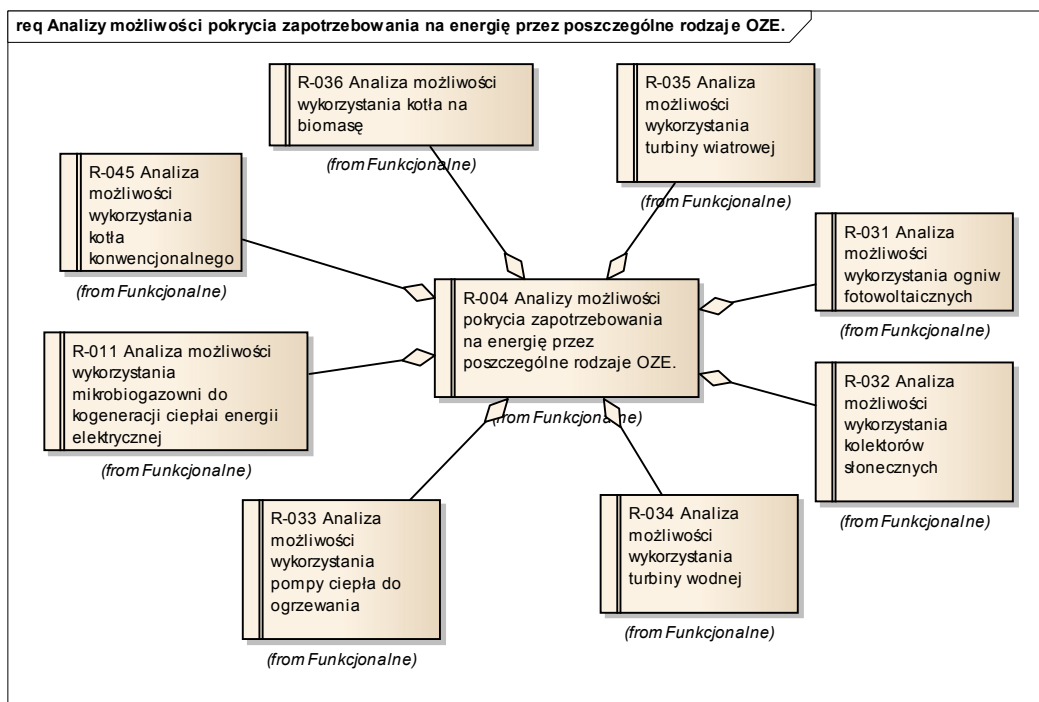 req Analizy możliwości pokrycia zapotrzebowania na energię przez poszczególne rodzaje OZE.
R-036 Analiza możliwości
wykorzystania kotła na
biomasę
(from Funkcjonalne)
R-035 Analiza
możliwości
wykorzystania
turbiny wiatrowej
(from Funkcjonalne)
R-045 Analiza
możliwości
wykorzystania
kotła
konwencjonalnego
(from Funkcjonalne)
R-031 Analiza
możliwości
wykorzystania ogniw
fotowoltaicznych
(from Funkcjonalne)
R-004 Analizy możliwości
pokrycia zapotrzebowania
na energię przez
poszczególne rodzaje OZE.
(from Funkcjonalne)
R-011 Analiza możliwości
wykorzystania
mikrobiogazowni do
kogeneracji ciepłai energii
elektrycznej
(from Funkcjonalne)
R-032 Analiza
możliwości
wykorzystania
kolektorów
słonecznych
(from Funkcjonalne)
R-033 Analiza
możliwości
wykorzystania
pompy ciepła do
ogrzewania
(from Funkcjonalne)
R-034 Analiza
możliwości
wykorzystania
turbiny wodnej
(from Funkcjonalne)